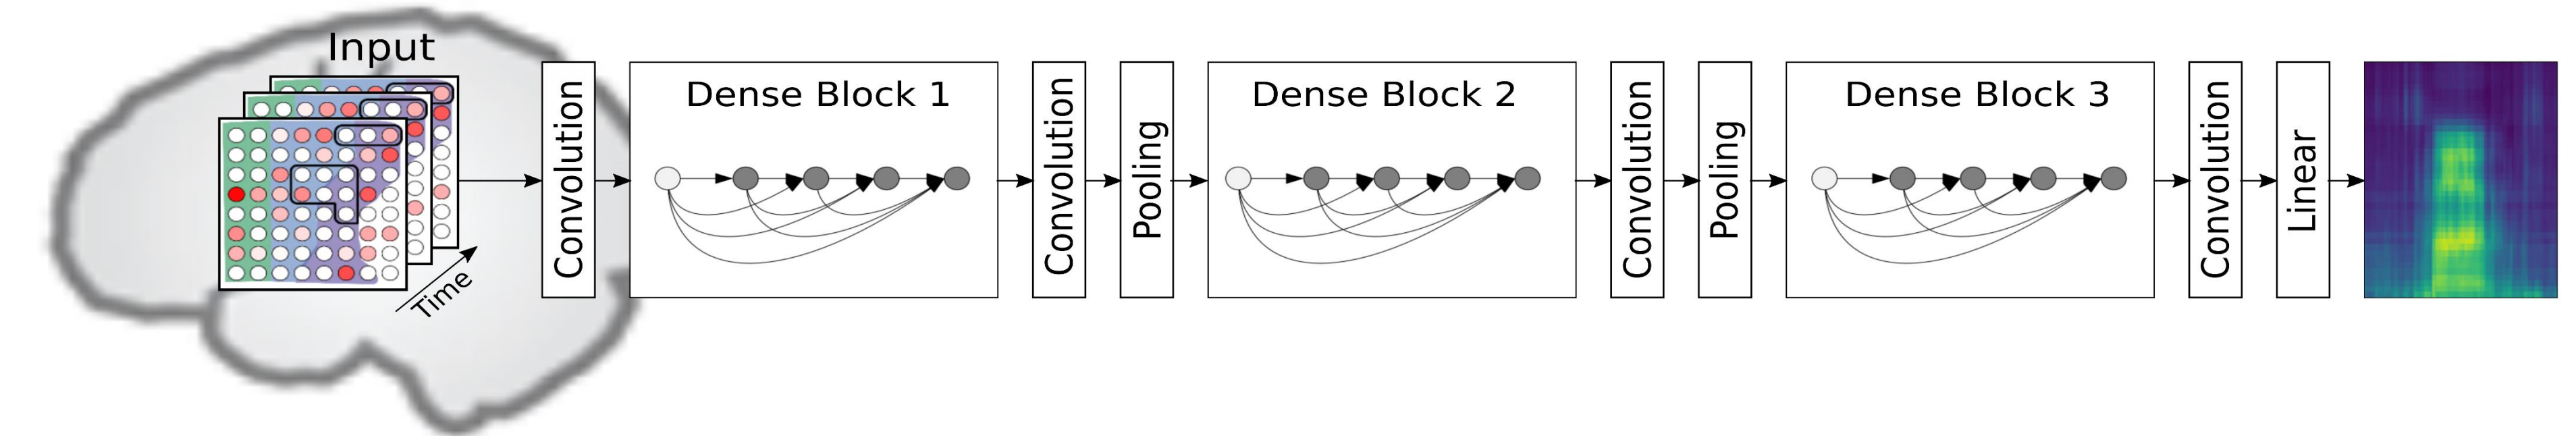 Input
Time
Convolution
Dense Block 1
Convolution
Pooling
Dense Block 2
Convolution
Pooling
Dense Block 3
Convolution
Linear